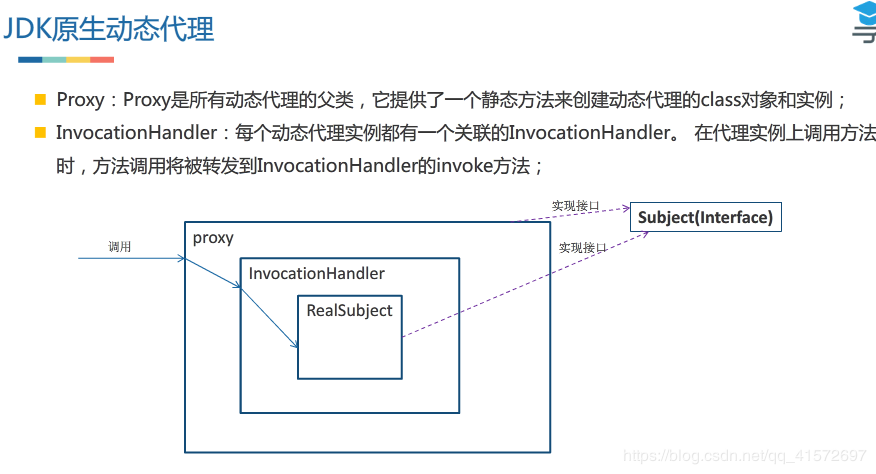 JDK原生动态代理
Proxy：Proxy是所有动态代理的父类，它提供了一个静态方法来创建动态代理的class对象和实例；
InvocationHandler：每个动态代理实例都有一个关联的InvocationHandler。 在代理实例上调用方法
时，方法调用将被转发到InvocationHandler的invoke方法；
实现接口
Subject(Interface)
调用
proxy
实现接口
InvocationHandler
RealSubject
https://blog.csdn.net/qq_41572697